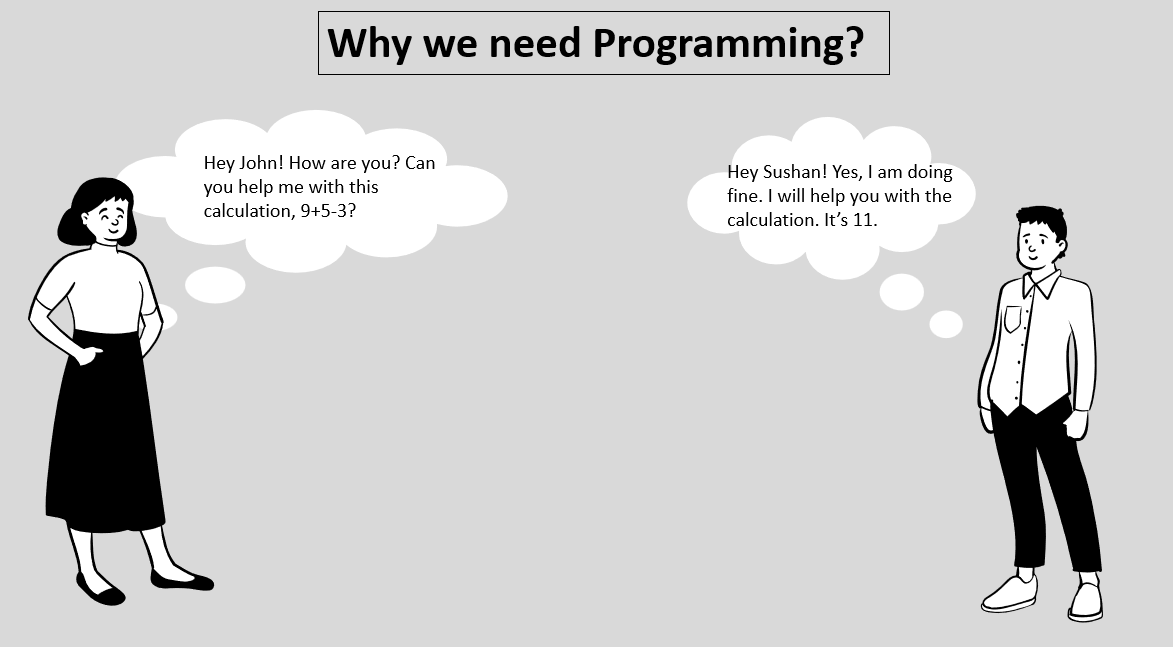 Why we need Programming?
Hey John! How are you? Can
you help me with this
calculation, 9+5-3?
Hey Sushan! Yes, I am doing
fine. I will help you with the
calculation. It’s 11.